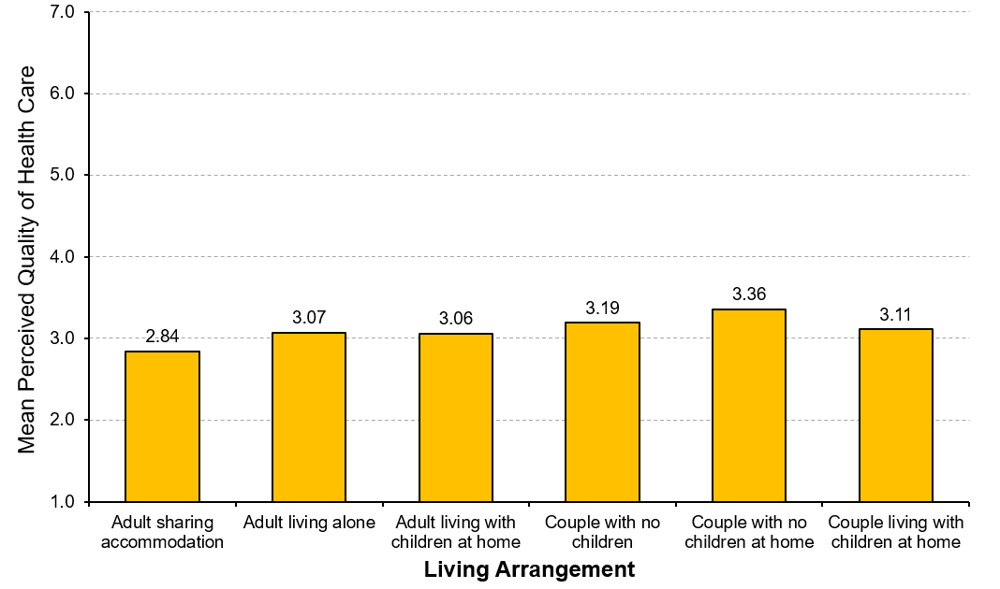 7.0
6.0
5.0
4.0
3.0
2.0
1.0
Mean Perceived Quality of Health Care
2.84
3.07
3.06
3.19
3.36
3.11
Adult sharing
accommodation
Adult living alone
Adult living with
children at home
Couple with no
children
Couple with no
children at home
Couple living with
children at home
Living Arrangement